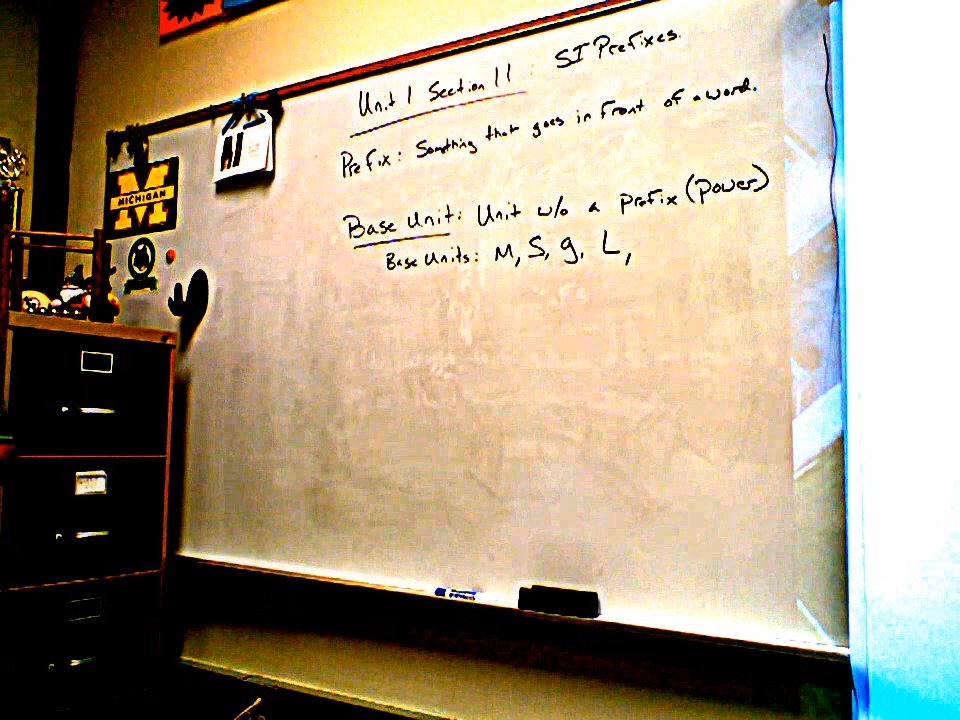 Unit 1 Section 11: SI Prefixes.
Prefix: Something that goes in front of a word.
Base Unit: Unit w/o a prefix (power)
Base Units: M, S, g, L,
M
MICHIGAN